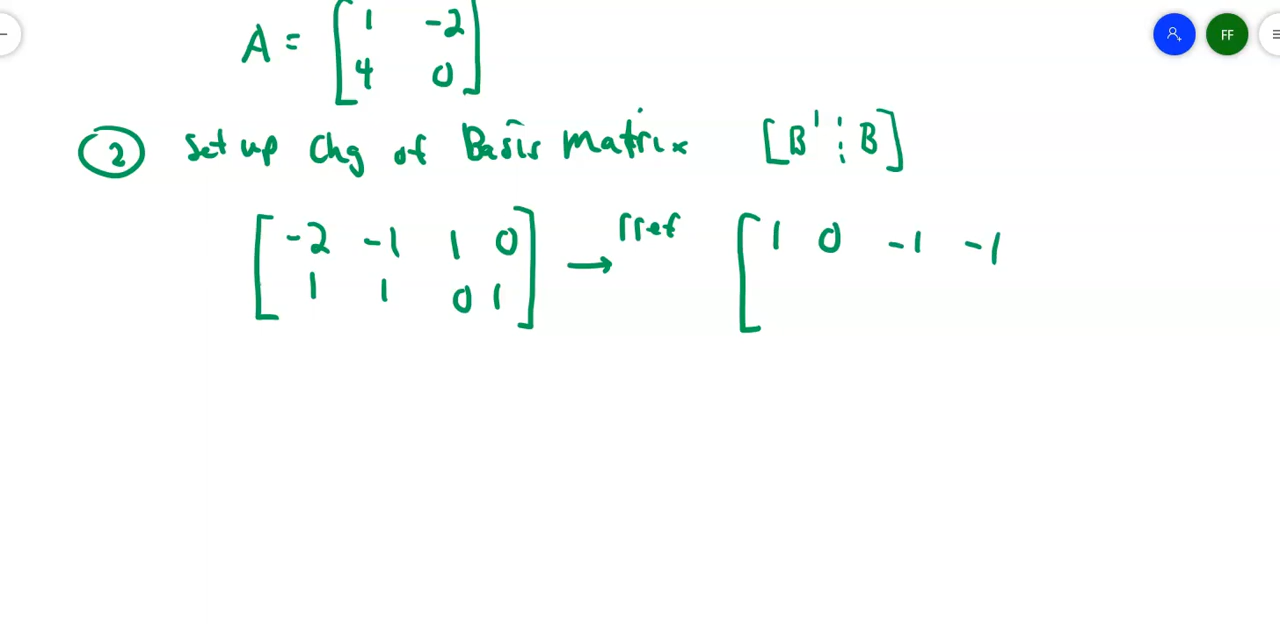 FF
A = [1 -2
4 0]
2 Set up Chg of Basis Matrix [B' ⋮ B]
[-2 -1 1 0 → rref [1 0 -1 -1
1 1 0 1]